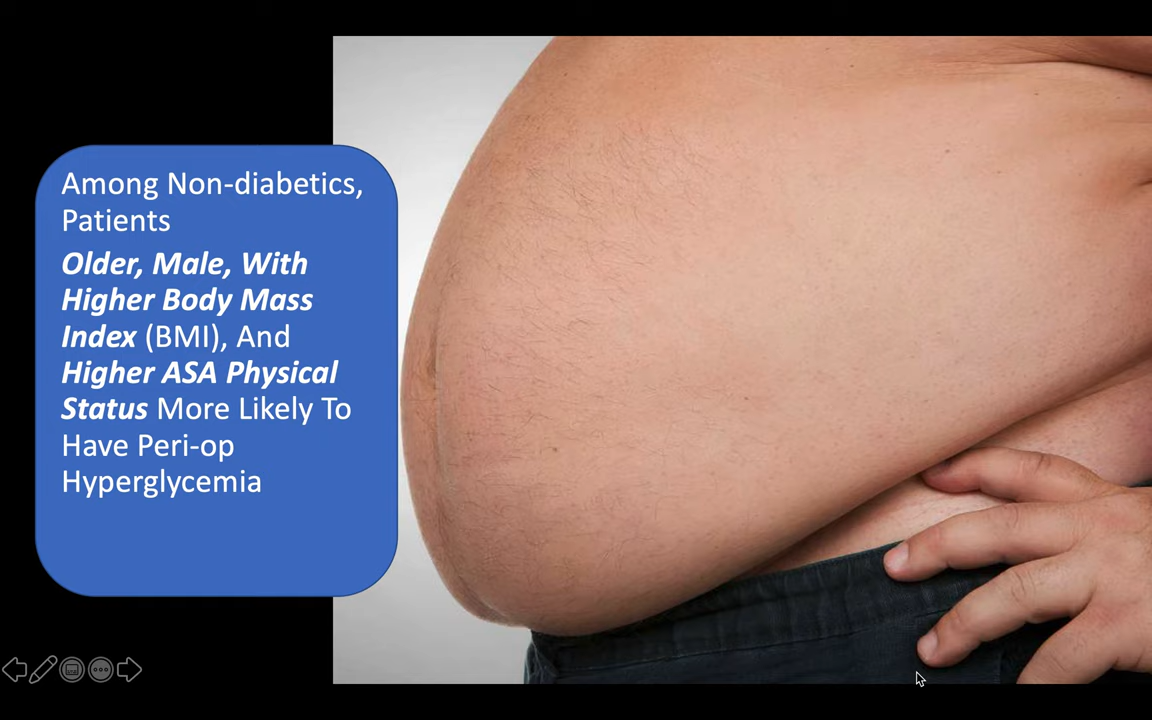 Among Non-diabetics,
Patients
Older, Male, With
Higher Body Mass
Index (BMI), And
Higher ASA Physical
Status More Likely To
Have Peri-op
Hyperglycemia